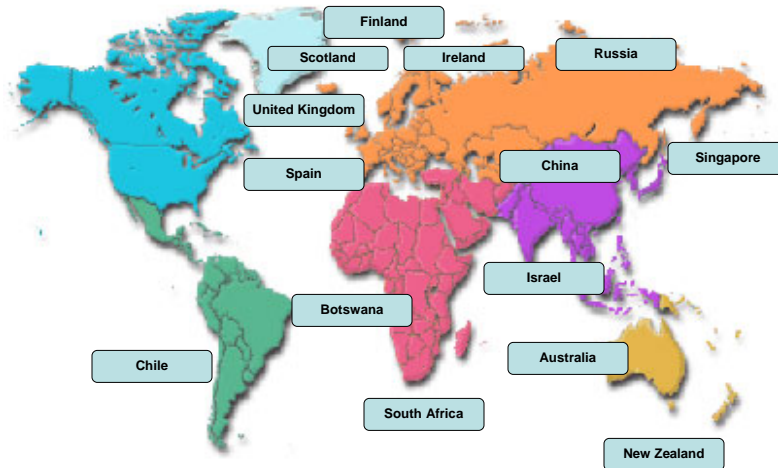 Finland
Scotland
Ireland
Russia
United Kingdom
China
Singapore
Spain
Israel
Botswana
Australia
Chile
South Africa
New Zealand